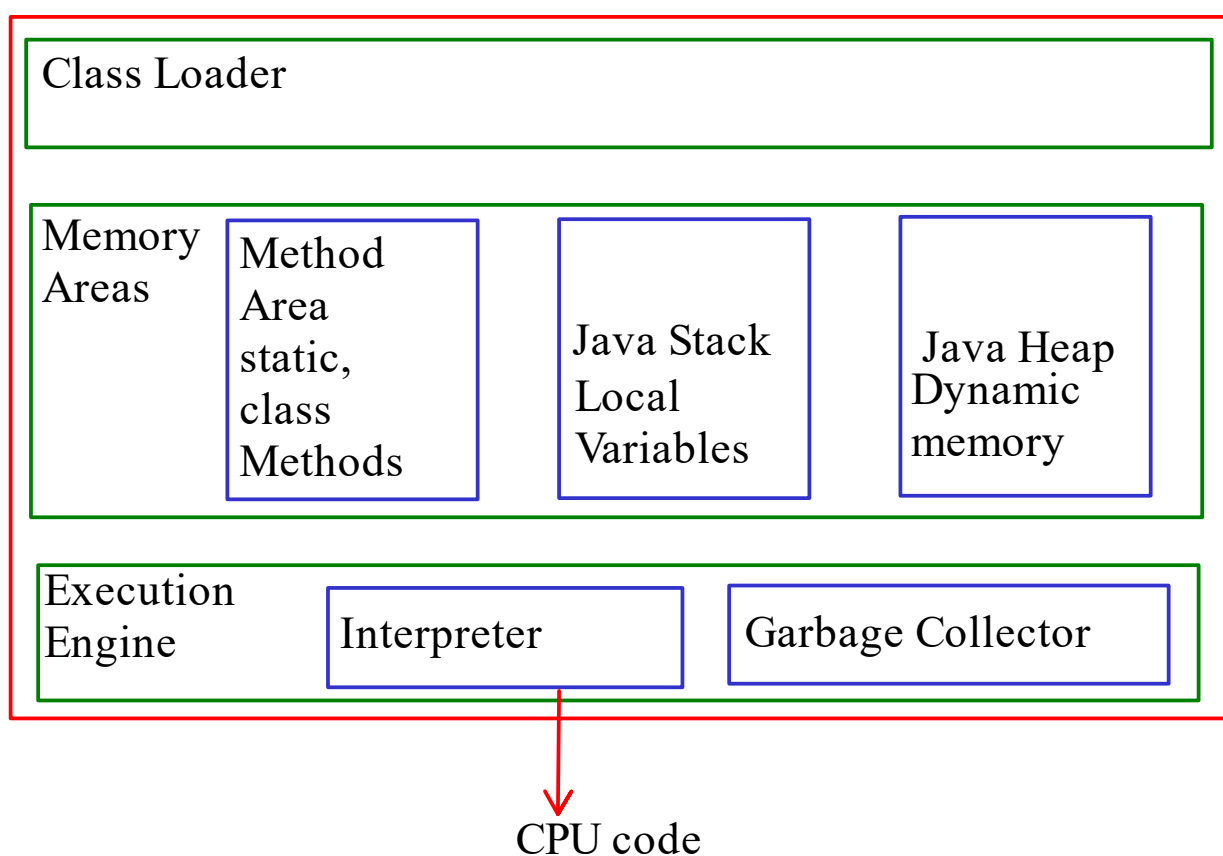 Class Loader
Memory
Areas
Method
Area
static,
class
Methods
Java Stack
Local
Variables
Java Heap
Dynamic
memory
Execution
Engine
Interpreter
Garbage Collector
CPU code